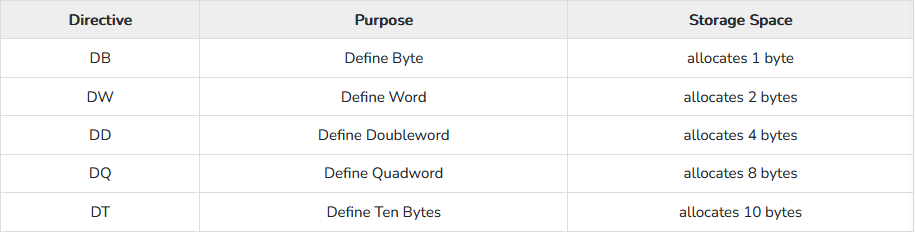 Directive Purpose Storage Space
DB Define Byte allocates 1 byte
DW Define Word allocates 2 bytes
DD Define Doubleword allocates 4 bytes
DQ Define Quadword allocates 8 bytes
DT Define Ten Bytes allocates 10 bytes